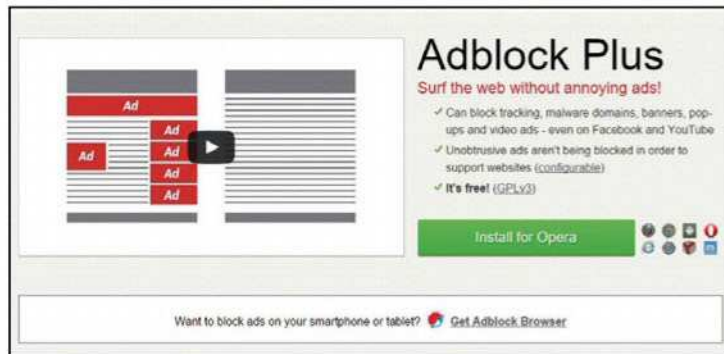 Ad
Ad
Ad
Ad
Ad
Ad
Adblock Plus
Surf the web without annoying ads!
✓ Can block tracking, malware domains, banners, pop-
ups and video ads - even on Facebook and YouTube
✓ Unobtrusive ads aren't being blocked in order to
support websites (configurable)
✓ It's free! (GPLv3)
Install for Opera
Want to block ads on your smartphone or tablet? Get Adblock Browser